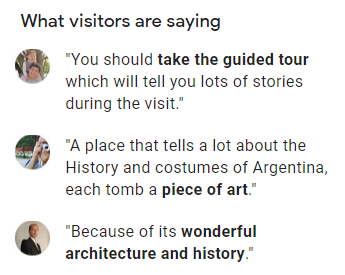 What visitors are saying
"You should take the guided tour
which will tell you lots of stories
during the visit."
"A place that tells a lot about the
History and costumes of Argentina,
each tomb a piece of art."
"Because of its wonderful
architecture and history."